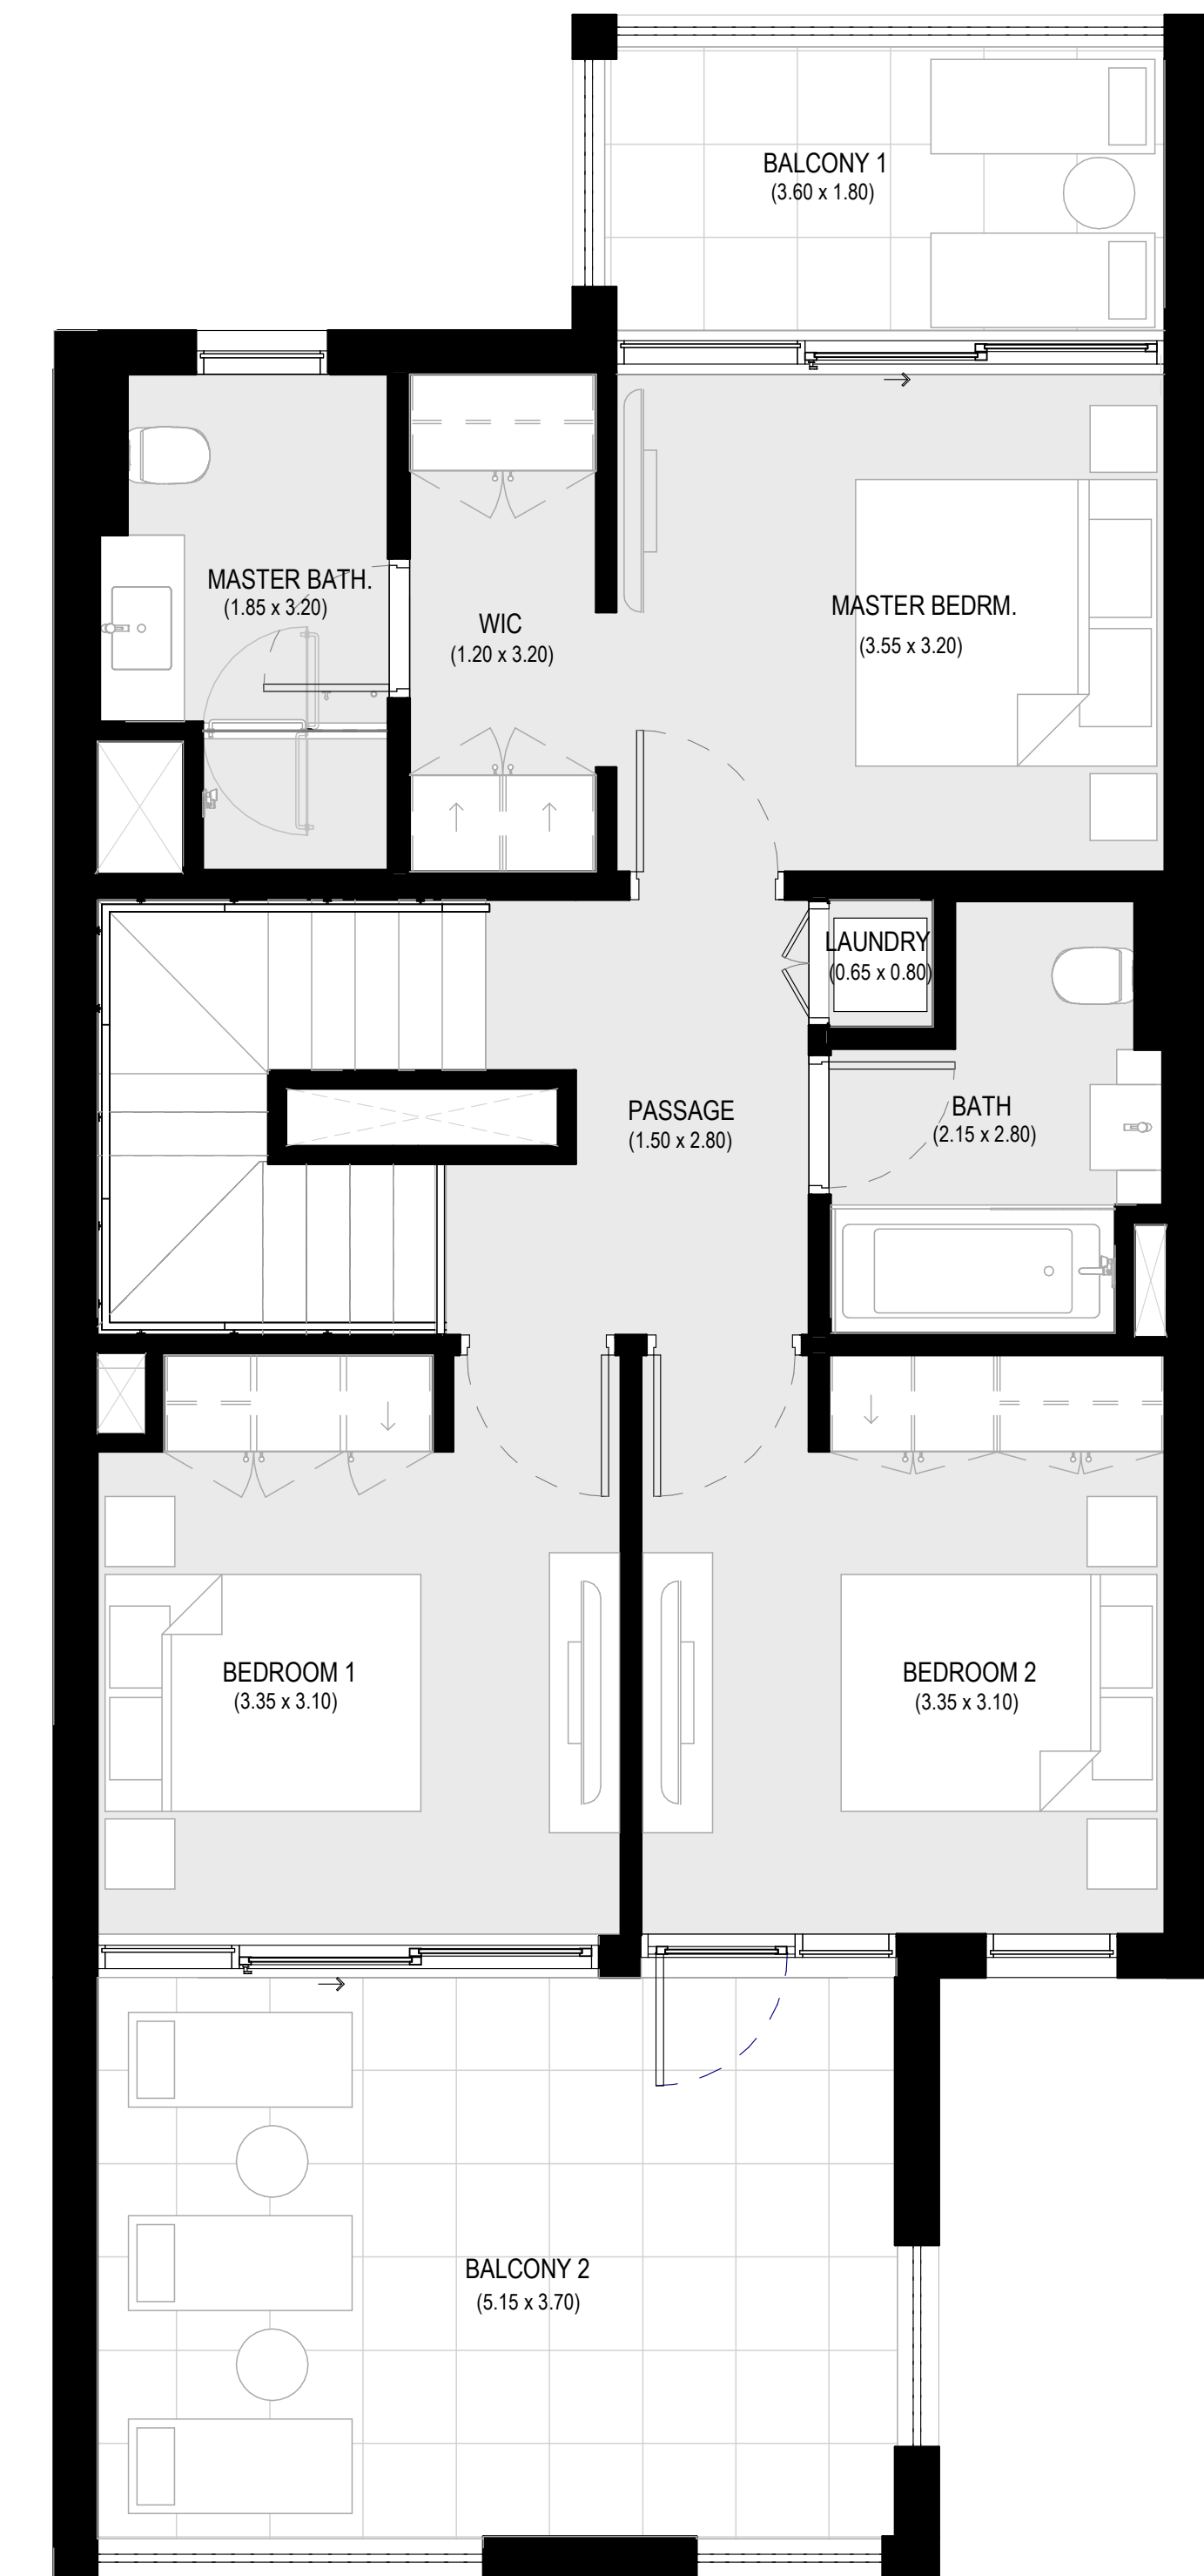 BALCONY 1
(3.60 x 1.80)
MASTER BATH.
(1.85 x 3.20)
WIC
(1.20 x 3.20)
MASTER BEDRM.
(3.55 x 3.20)
LAUNDRY
(0.65 x 0.80)
PASSAGE
(1.50 x 2.80)
BATH
(2.15 x 2.80)
BEDROOM 1
(3.35 x 3.10)
BEDROOM 2
(3.35 x 3.10)
BALCONY 2
(5.15 x 3.70)